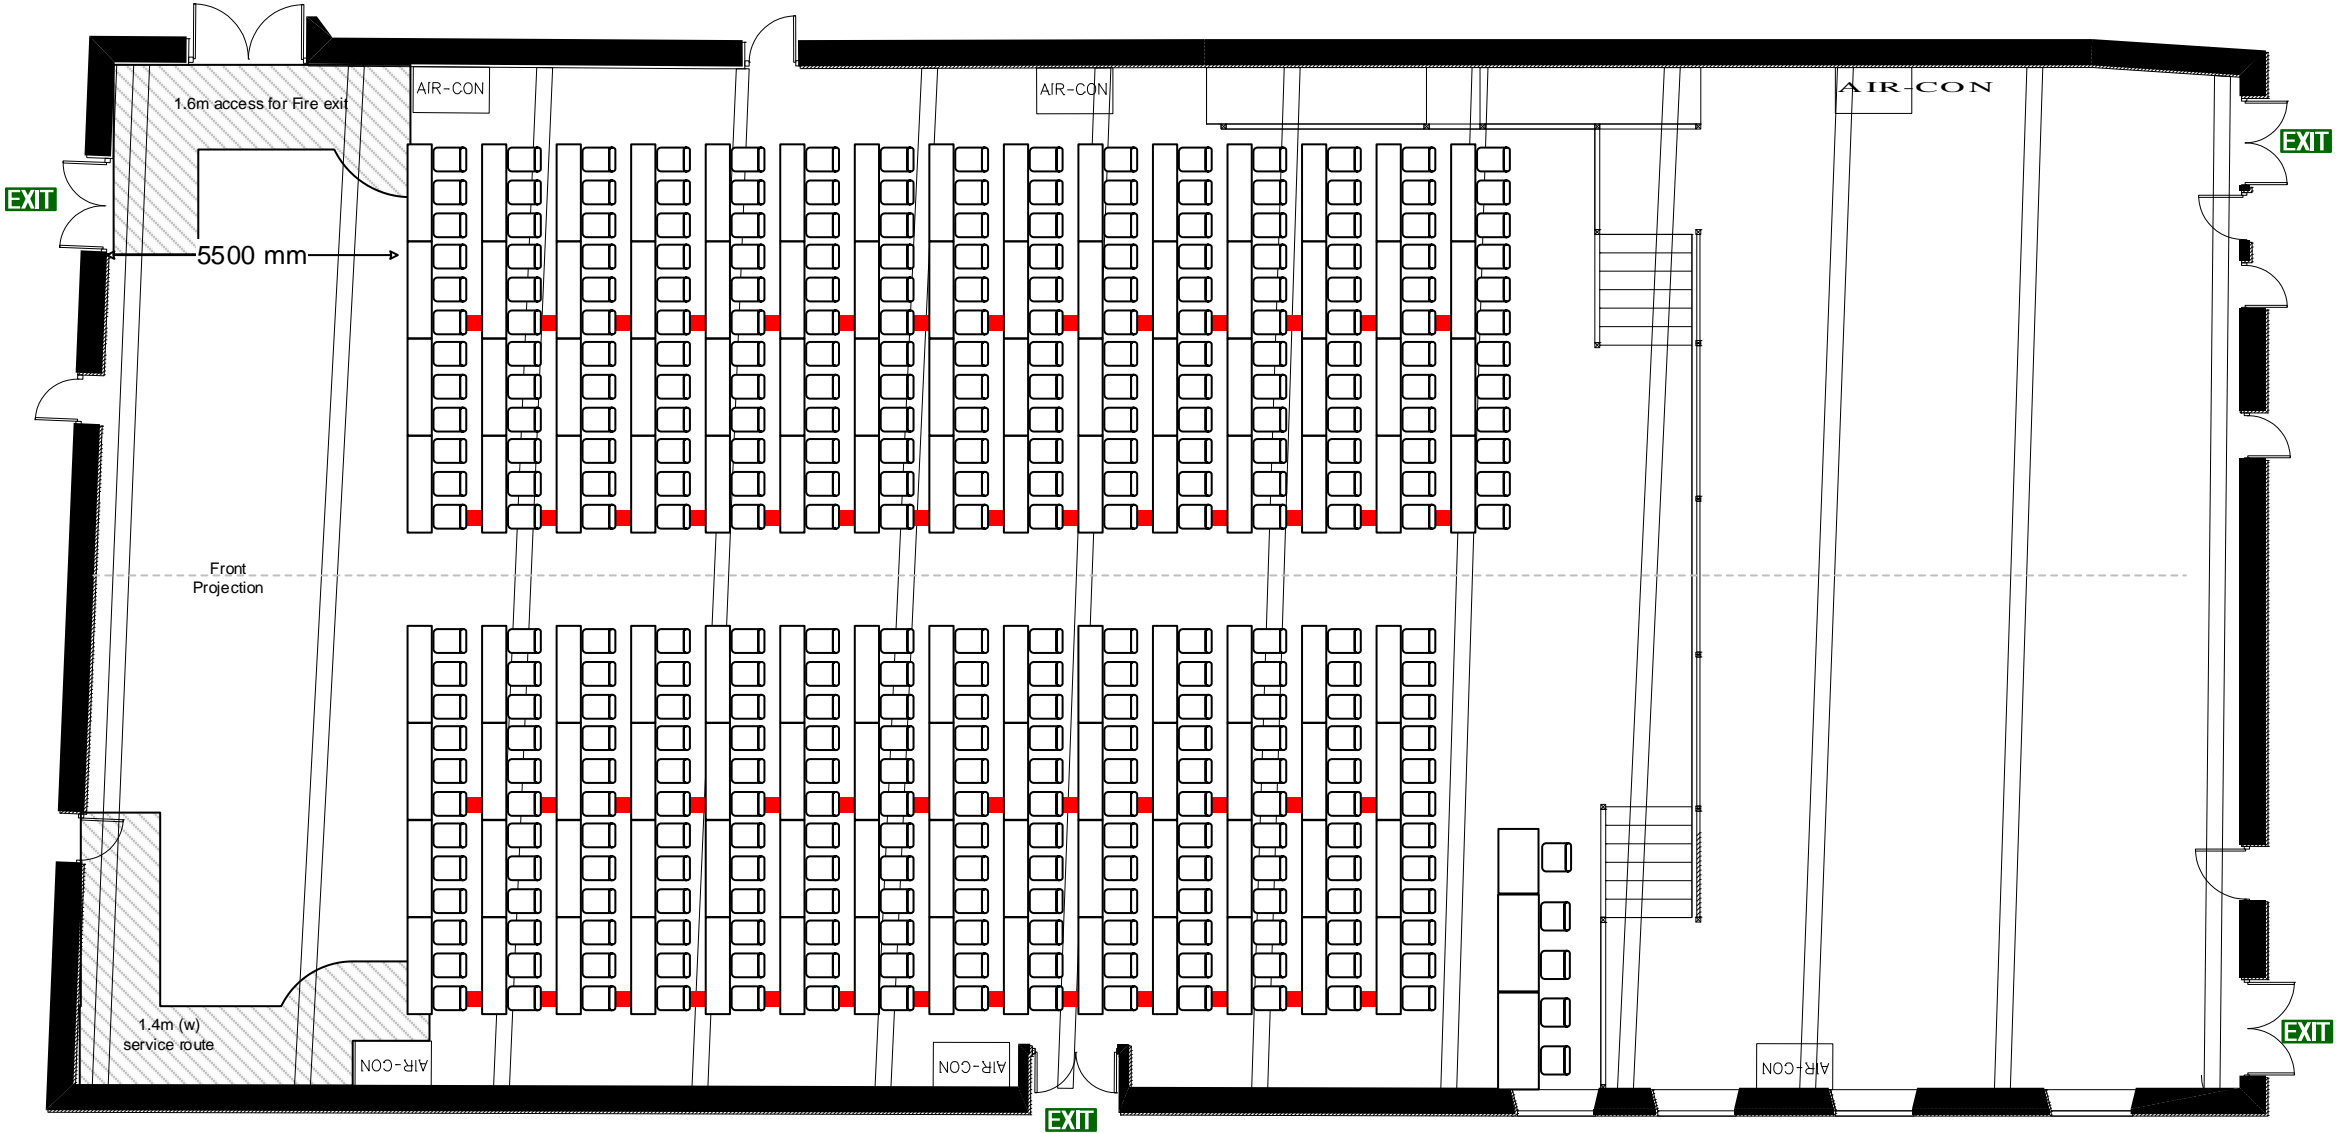 AIR-CON
AIR-CON
AIR-CON
1.6m access for Fire exit
EXIT
EXIT
5500 mm
Front
Projection
1.4m (w)
service route
EXIT
AIR-CON
AIR-CON
AIR-CON
EXIT